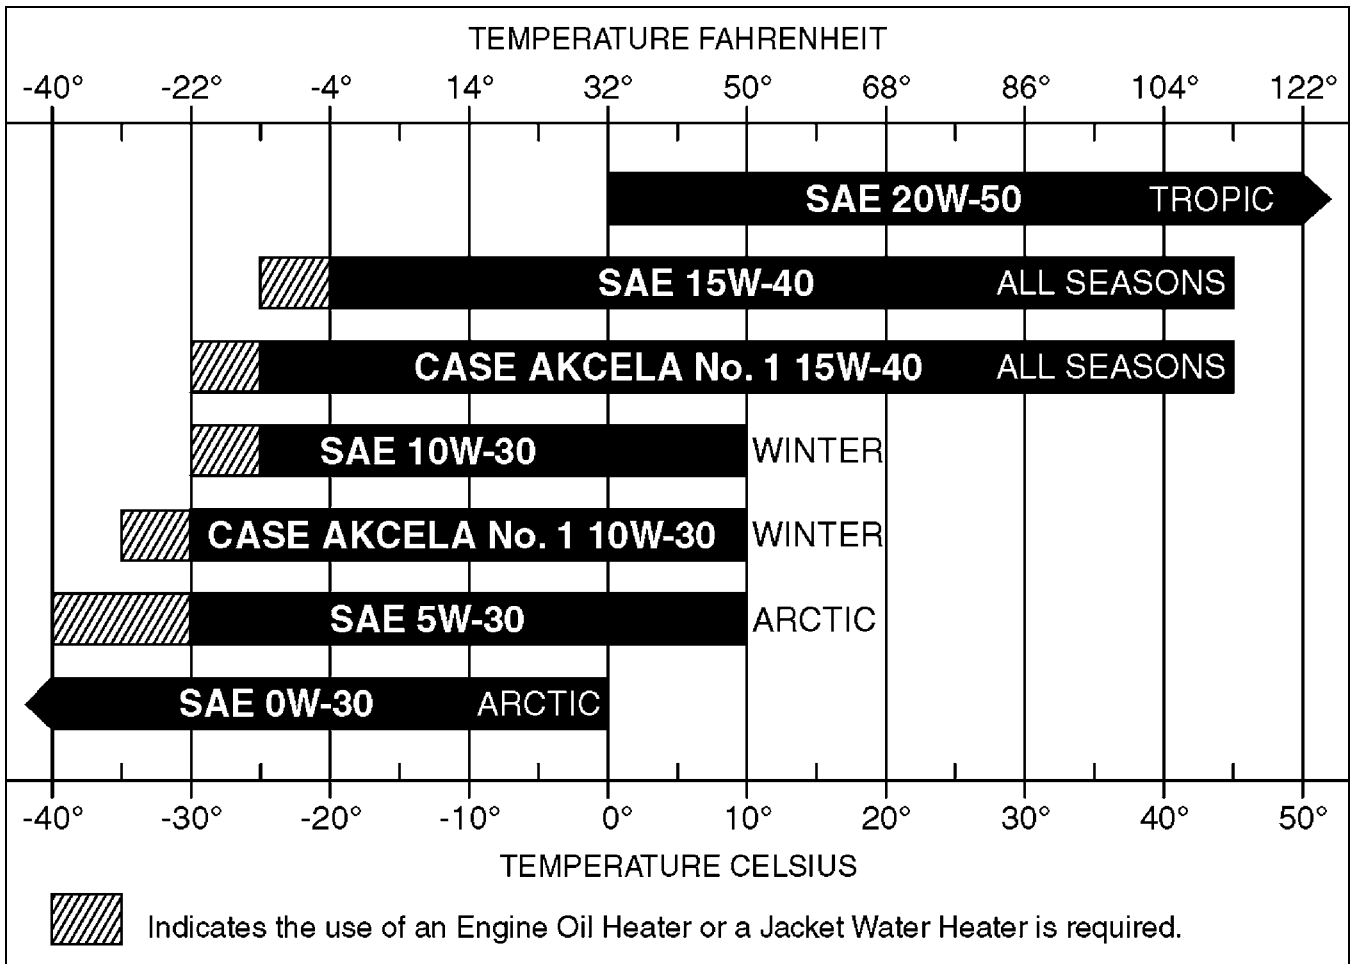 TEMPERATURE FAHRENHEIT
-40° -22° -4° 14° 32° 50° 68° 86° 104° 122°
SAE 20W-50 TROPIC
SAE 15W-40 ALL SEASONS
CASE AKCELA No. 1 15W-40 ALL SEASONS
SAE 10W-30 WINTER
CASE AKCELA No. 1 10W-30 WINTER
SAE 5W-30 ARCTIC
SAE 0W-30 ARCTIC
-40° -30° -20° -10° 0° 10° 20° 30° 40° 50°
TEMPERATURE CELSIUS
Indicates the use of an Engine Oil Heater or a Jacket Water Heater is required.